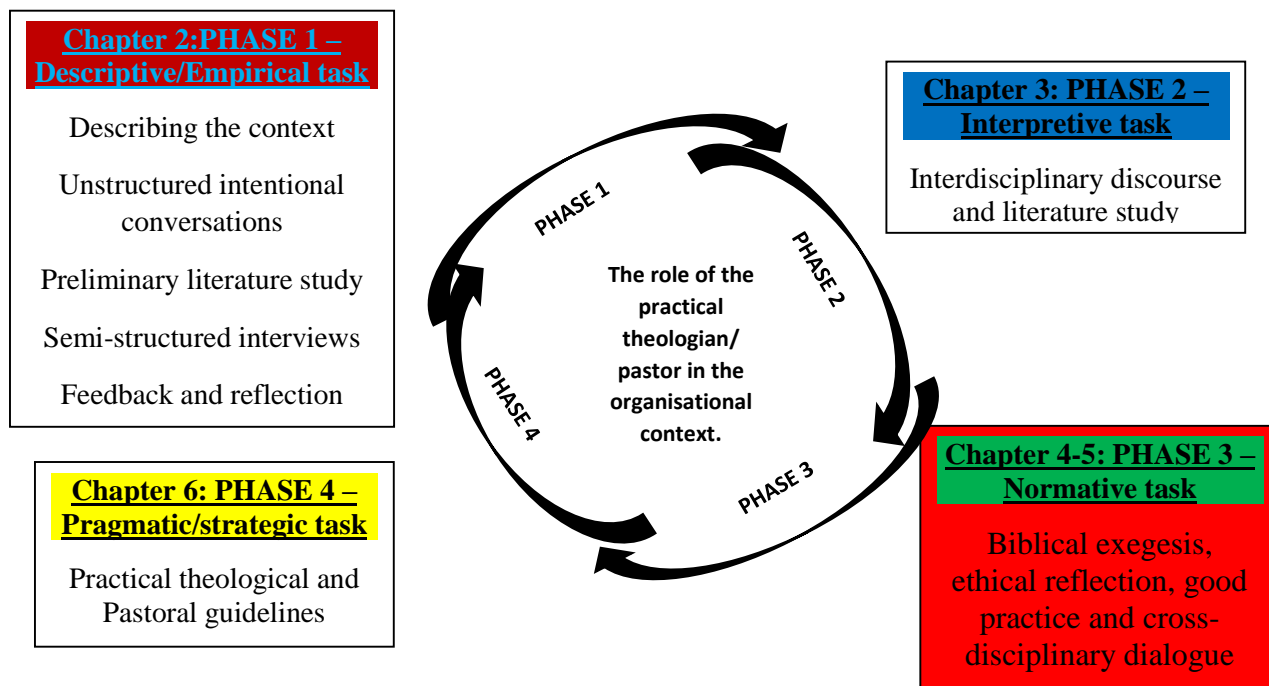 Chapter 2:PHASE 1 –
Descriptive/Empirical task
Describing the context
Unstructured intentional
conversations
Preliminary literature study
Semi-structured interviews
Feedback and reflection
Chapter 3: PHASE 2 –
Interpretive task
Interdisciplinary discourse
and literature study
PHASE 1
PHASE 2
The role of the
practical
theologian/
pastor in the
organisational
context.
PHASE 4
PHASE 3
Chapter 6: PHASE 4 –
Pragmatic/strategic task
Practical theological and
Pastoral guidelines
Chapter 4-5: PHASE 3 –
Normative task
Biblical exegesis,
ethical reflection, good
practice and cross-
disciplinary dialogue